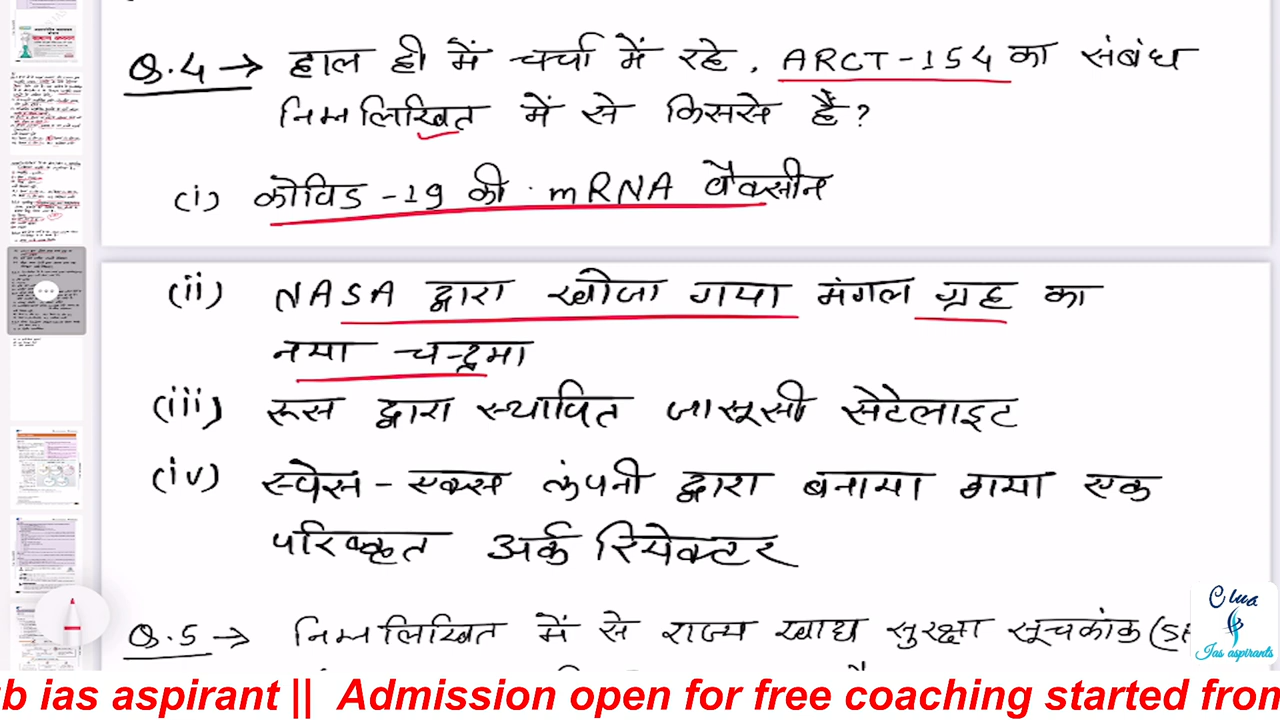 Q.4 → हाल ही में चर्चा में रहे, ARCT-154 का संबंध
निम्नलिखित में से किससे है?
(i) कोविड-19 की mRNA वैक्सीन
(ii) NASA द्वारा खोजा गया मंगल ग्रह का
नया चन्द्रमा
(iii) रूस द्वारा स्थापित जासूसी सेटेलाइट
(iv) स्पेस-एक्स कंपनी द्वारा बनाया गया एक
परिष्कृत अर्क रियेक्टर
Q.5 → निम्नलिखित में से राज्य खाद्य सुरक्षा सूचकांक (S
Clua
Ias aspirants
b ias aspirant || Admission open for free coaching started from